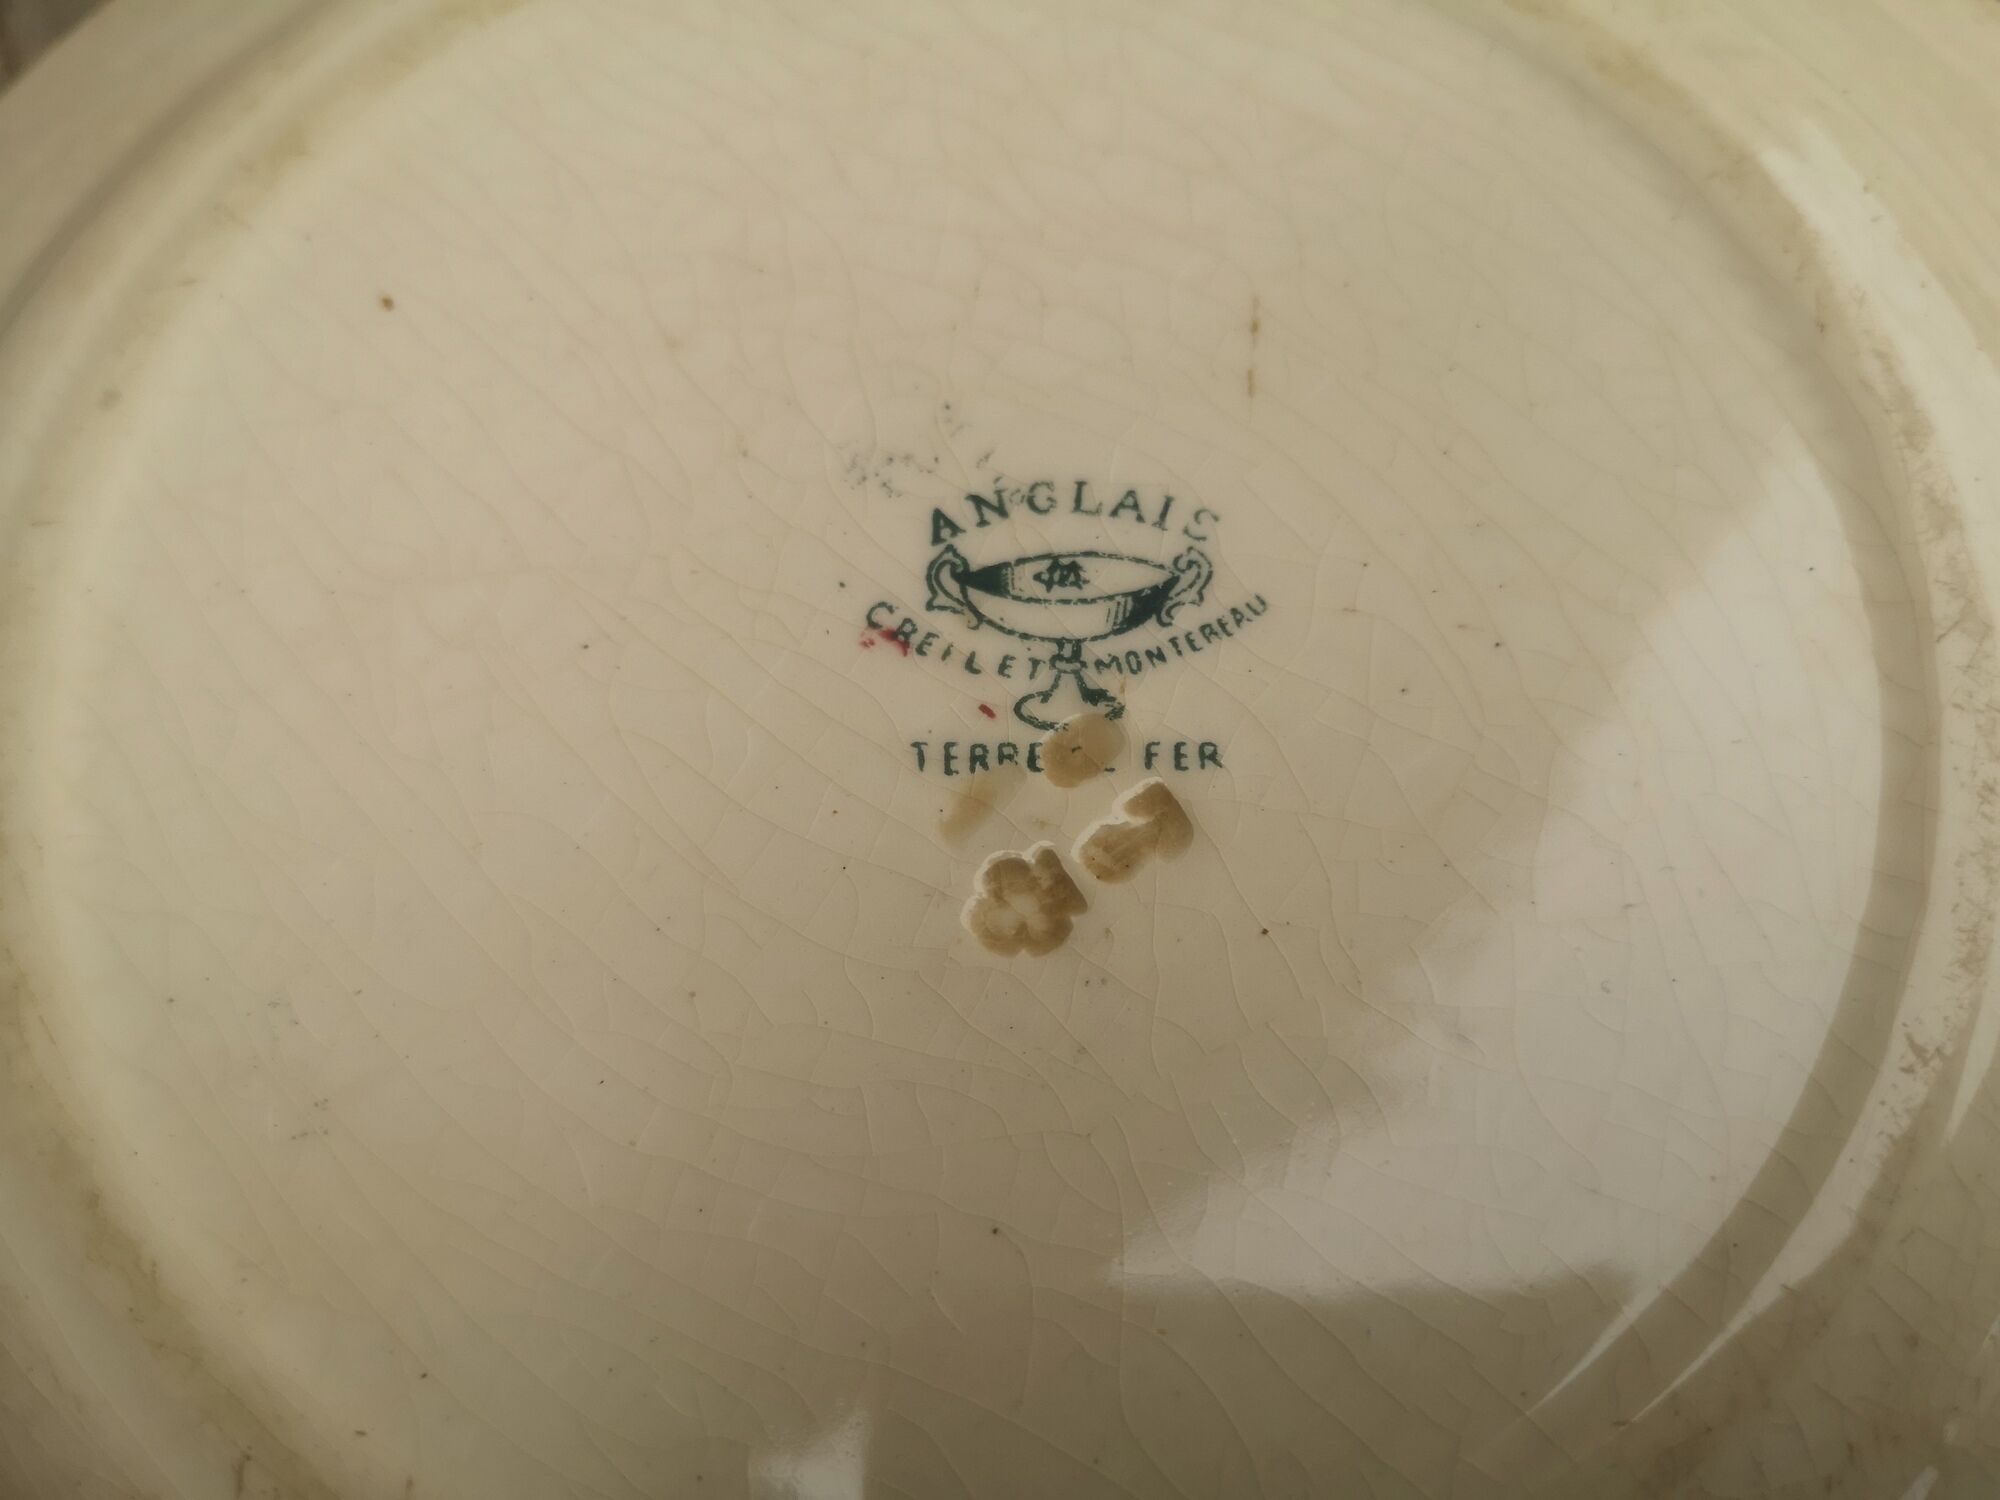 ANGLAIS
CREIL ET MONTEREAU
TERRE FER